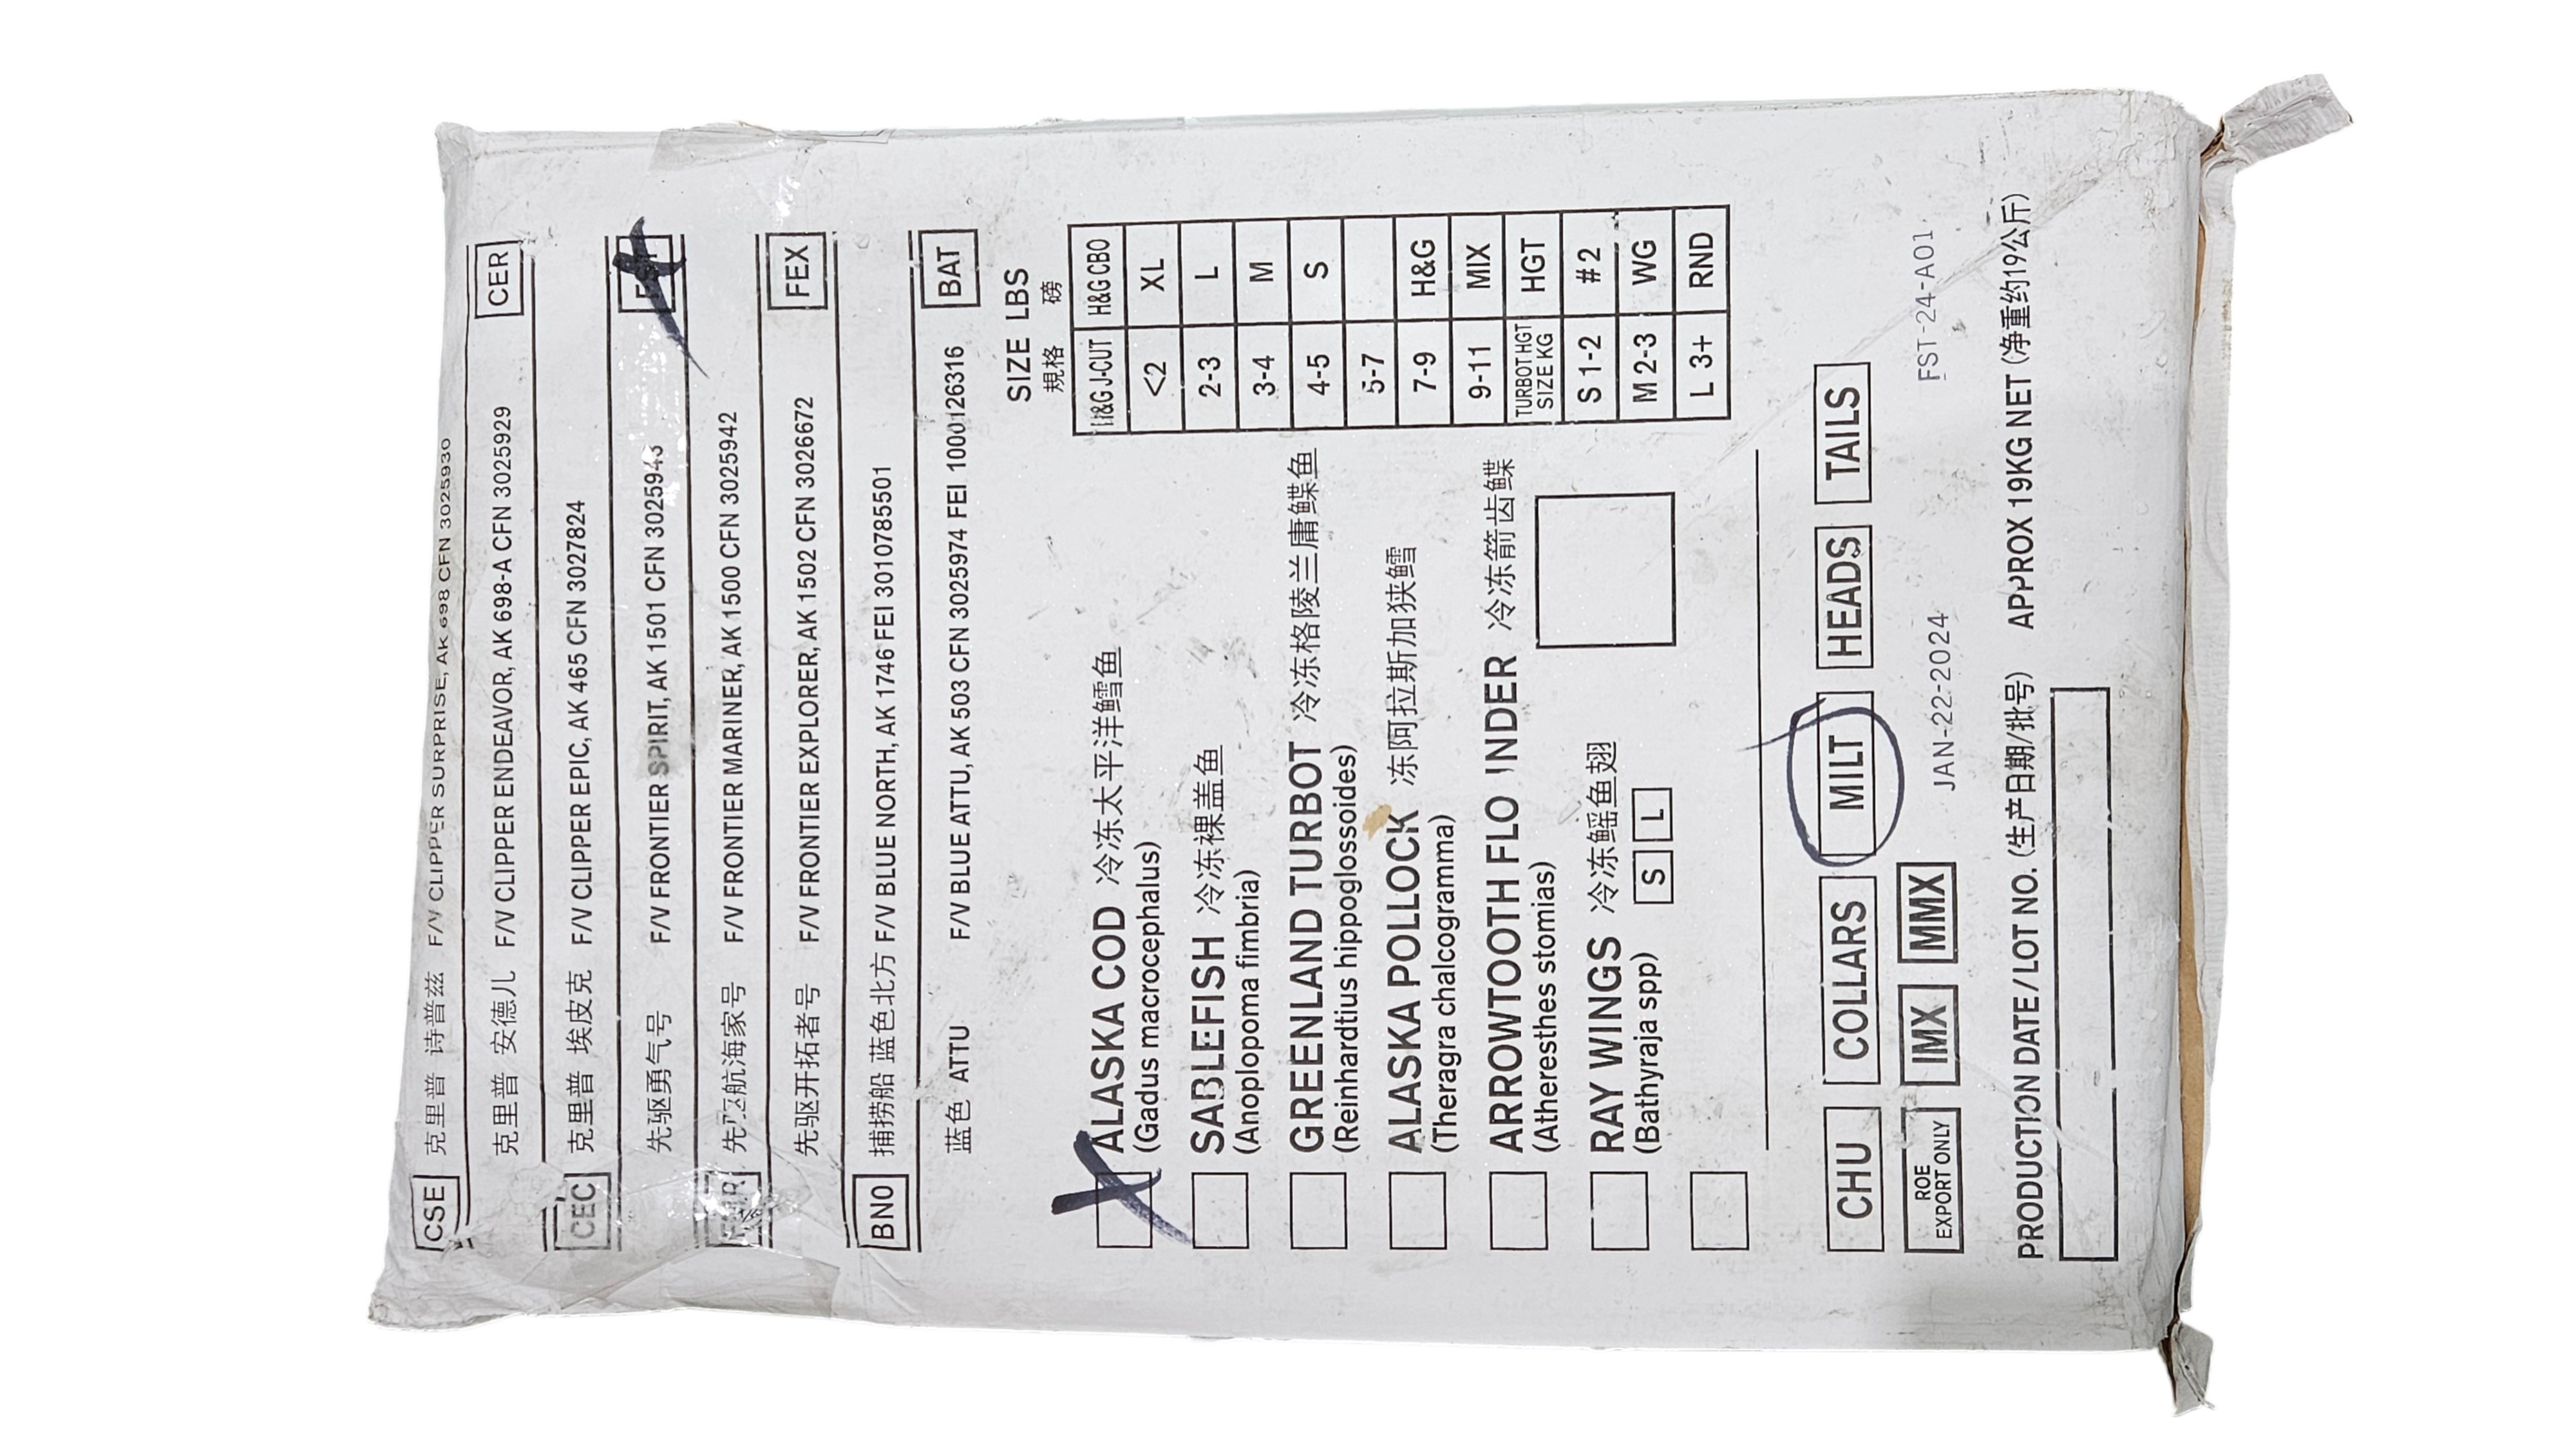 CSE 克里普 诗普兹 F/V CLIPPER SURPRISE, AK 698 CFN 3025930
克里普 安德儿 F/V CLIPPER ENDEAVOR, AK 698-A CFN 3025929 CER
CEC 克里普 埃皮克 F/V CLIPPER EPIC, AK 465 CFN 3027824
先驱勇气号 F/V FRONTIER SPIRIT, AK 1501 CFN 3025943
先驱航海家号 F/V FRONTIER MARINER, AK 1500 CFN 3025942
先驱开拓者号 F/V FRONTIER EXPLORER, AK 1502 CFN 3026672 FEX
BNO 捕捞船 蓝色北方 F/V BLUE NORTH, AK 1746 FEI 3010785501
蓝色 ATTU F/V BLUE ATTU, AK 503 CFN 3025974 FEI 1000126316 BAT
SIZE LBS
规格 磅
H&G J-CUT H&G CBO
<2 XL
2-3 L
3-4 M
4-5 S
5-7
7-9 H&G
9-11 MIX
TURBOT HGT SIZE KG HGT
S 1-2 #2
M 2-3 WG
L 3+ RND
ALASKA COD 冷冻太平洋鳕鱼
(Gadus macrocephalus)
SABLEFISH 冷冻裸盖鱼
(Anoplopoma fimbria)
GREENLAND TURBOT 冷冻格陵兰庸鲽鱼
(Reinhardtius hippoglossoides)
ALASKA POLLOCK 冻阿拉斯加狭鳕
(Theragra chalcogramma)
ARROWTOOTH FLO INDER 冷冻箭齿鲽
(Atheresthes stomias)
RAY WINGS 冷冻鳐鱼翅
(Bathyraja spp) S L
CHU COLLARS MILT HEADS TAILS
ROE EXPORT ONLY IMX MMX
JAN-22-2024 FST-24-A01
PRODUCTION DATE / LOT NO. (生产日期/批号) APPROX 19KG NET (净重约19公斤)